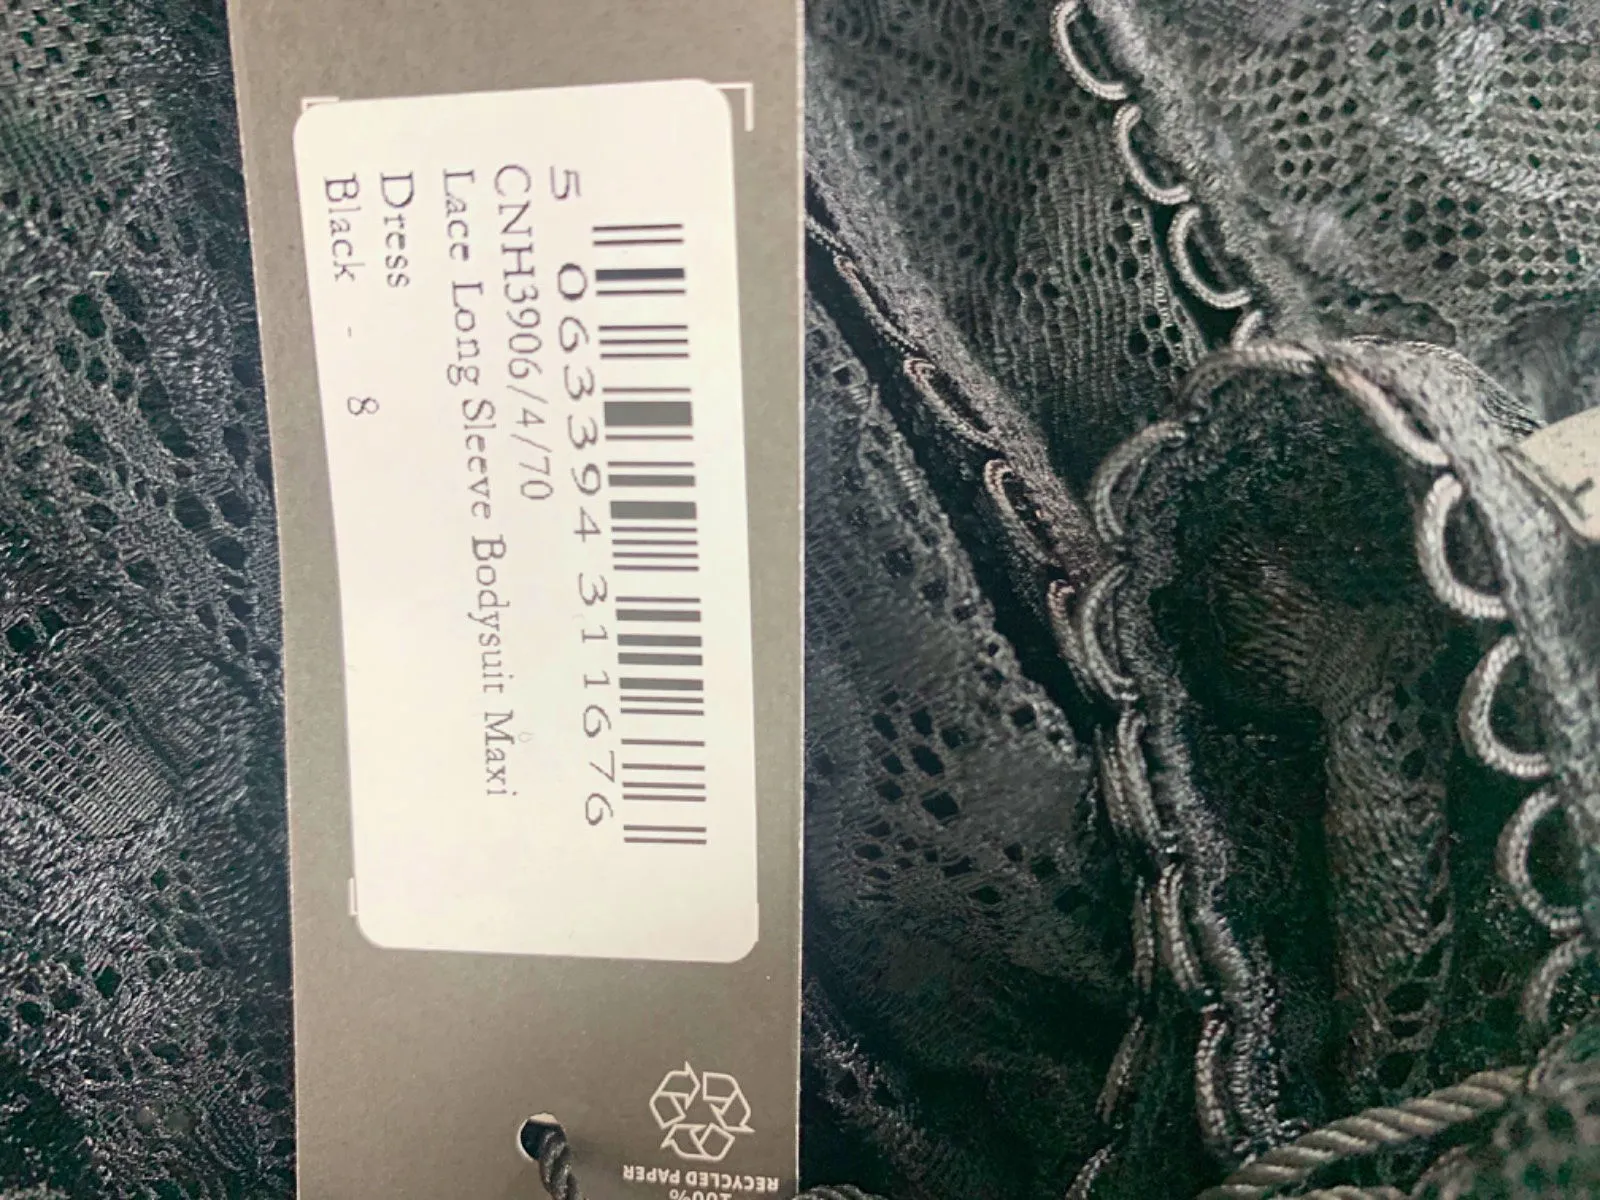 5 063394 311676
CNH3906/4/70
Lace Long Sleeve Bodysuit Maxi
Dress
Black - 8
100%
RECYCLED PAPER